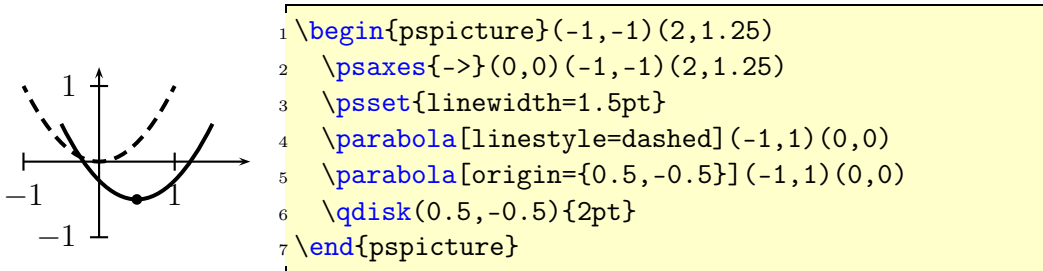 1
−1
1
−1
1 \begin{pspicture}(-1,-1)(2,1.25)
2 \psaxes{->}(0,0)(-1,-1)(2,1.25)
3 \psset{linewidth=1.5pt}
4 \parabola[linestyle=dashed](-1,1)(0,0)
5 \parabola[origin={0.5,-0.5}](-1,1)(0,0)
6 \qdisk(0.5,-0.5){2pt}
7 \end{pspicture}